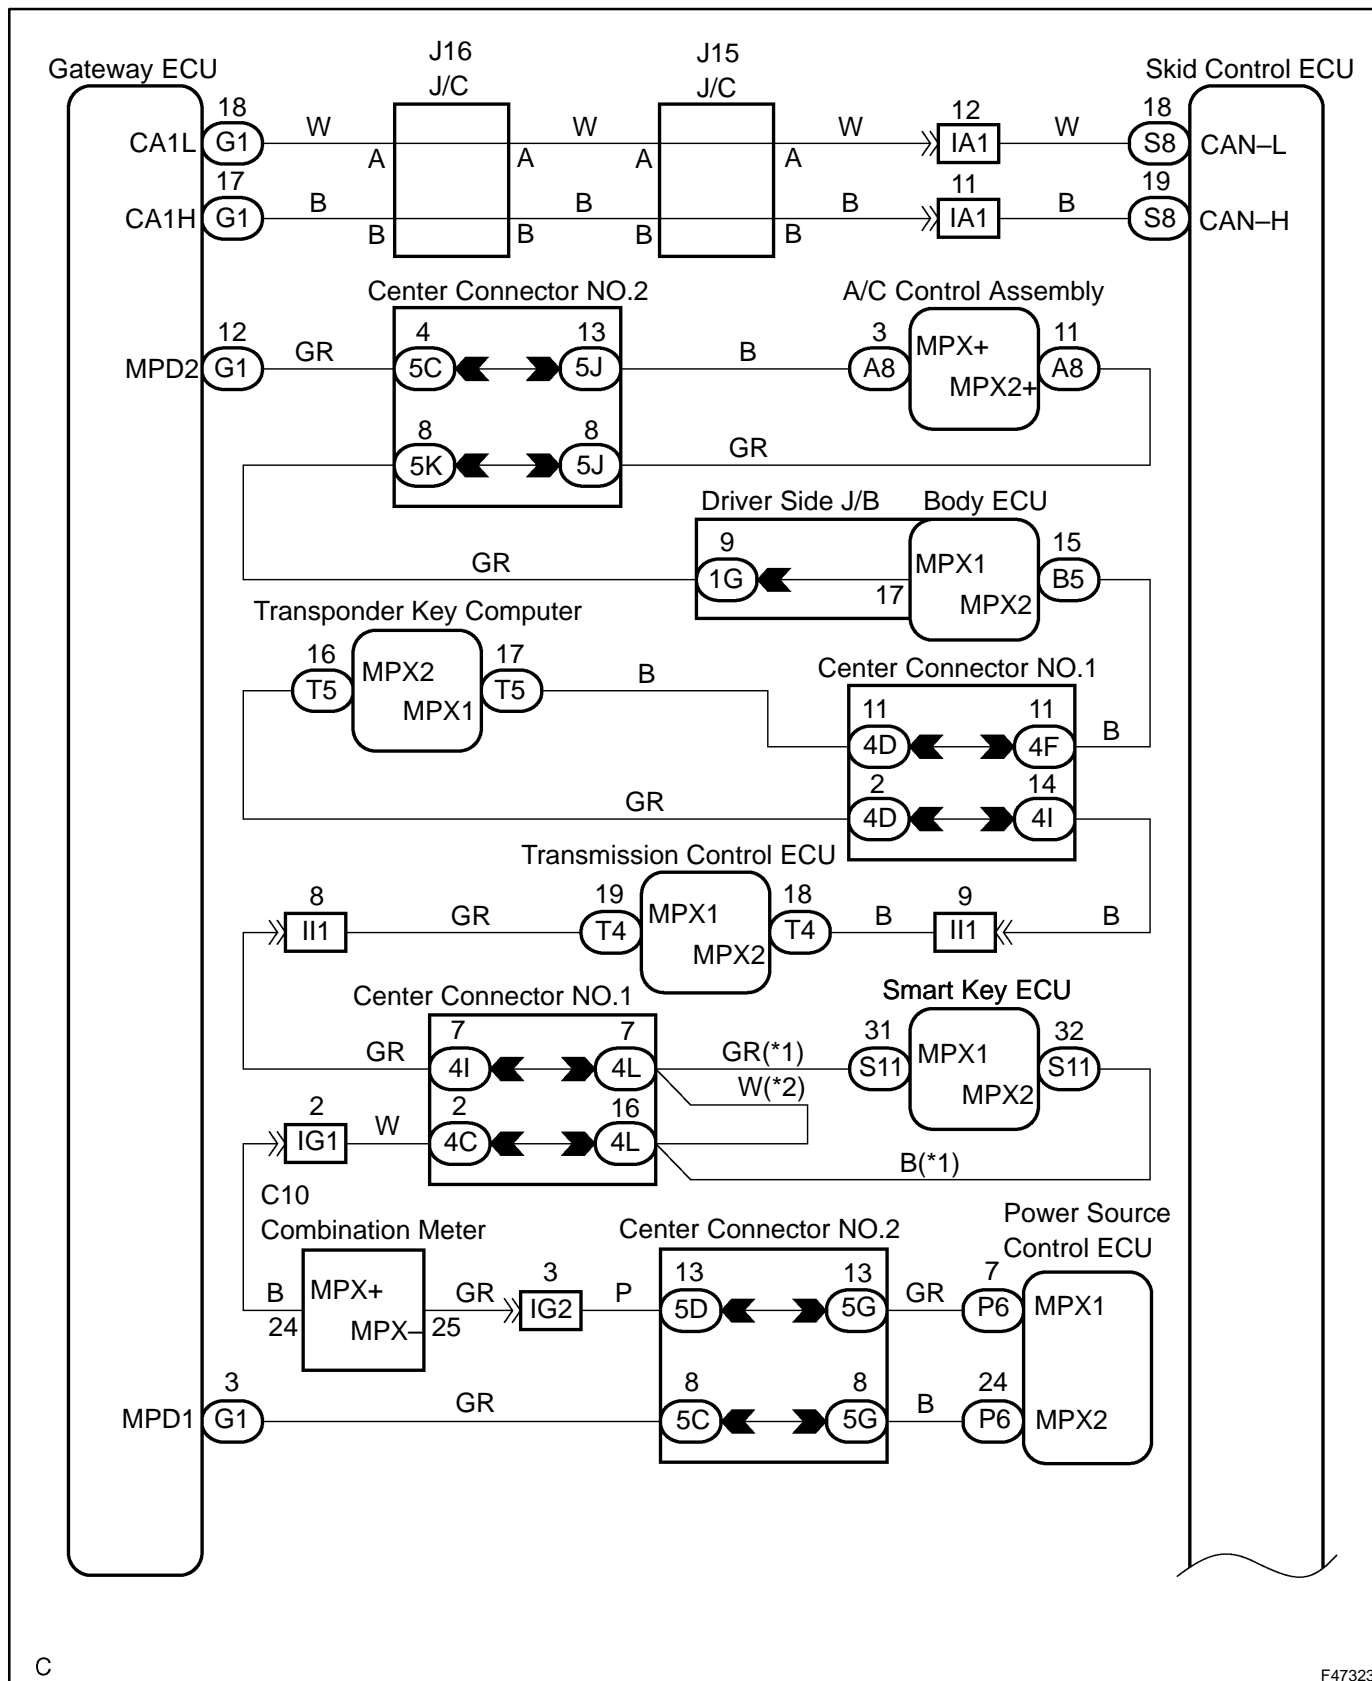 J16 J15
Gateway ECU J/C J/C Skid Control ECU
18 12 18
CA1L G1 W W W IA1 W S8 CAN–L
A A A A
17 11 19
CA1H G1 B B B IA1 B S8 CAN–H
B B B B
Center Connector NO.2 A/C Control Assembly
12 4 13 3 11
MPD2 G1 GR 5C 5J B A8 MPX+ A8
MPX2+
8 8
5K 5J GR
Driver Side J/B Body ECU
9 15
GR 1G MPX1 B5
17 MPX2
Transponder Key Computer
16 17
T5 MPX2 T5 B
MPX1
Center Connector NO.1
11 11
4D 4F B
2 14
GR 4D 4I
Transmission Control ECU
8 19 18 9
II1 GR T4 MPX1 T4 B II1 B
MPX2
Center Connector NO.1 Smart Key ECU
7 7 31 32
GR 4I 4L GR(*1) S11 MPX1 S11
W(*2) MPX2
2 2 16
IG1 W 4C 4L
B(*1)
C10
Combination Meter Center Connector NO.2 Power Source
Control ECU
3 13 13 7
B MPX+ GR IG2 P 5D 5G GR P6 MPX1
24 MPX– 25
3 8 8 24
MPD1 G1 GR 5C 5G B P6 MPX2
C F47323